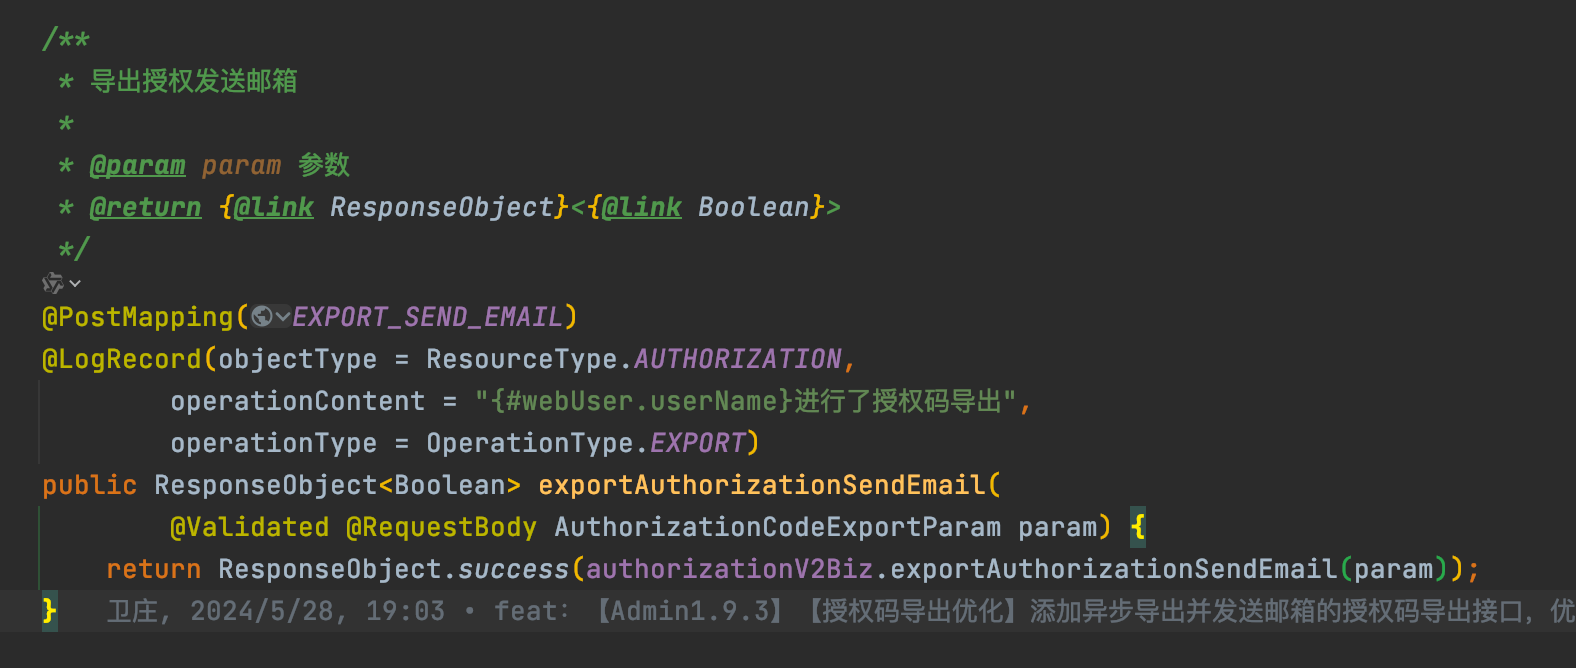 /**
 * 导出授权发送邮箱
 *
 * @param param 参数
 * @return {@link ResponseObject}<{@link Boolean}>
 */
@PostMapping(EXPORT_SEND_EMAIL)
@LogRecord(objectType = ResourceType.AUTHORIZATION,
        operationContent = "{#webUser.userName}进行了授权码导出",
        operationType = OperationType.EXPORT)
public ResponseObject<Boolean> exportAuthorizationSendEmail(
        @Validated @RequestBody AuthorizationCodeExportParam param) {
    return ResponseObject.success(authorizationV2Biz.exportAuthorizationSendEmail(param));
}    卫庄, 2024/5/28, 19:03 • feat: 【Admin1.9.3】【授权码导出优化】添加异步导出并发送邮箱的授权码导出接口, 优